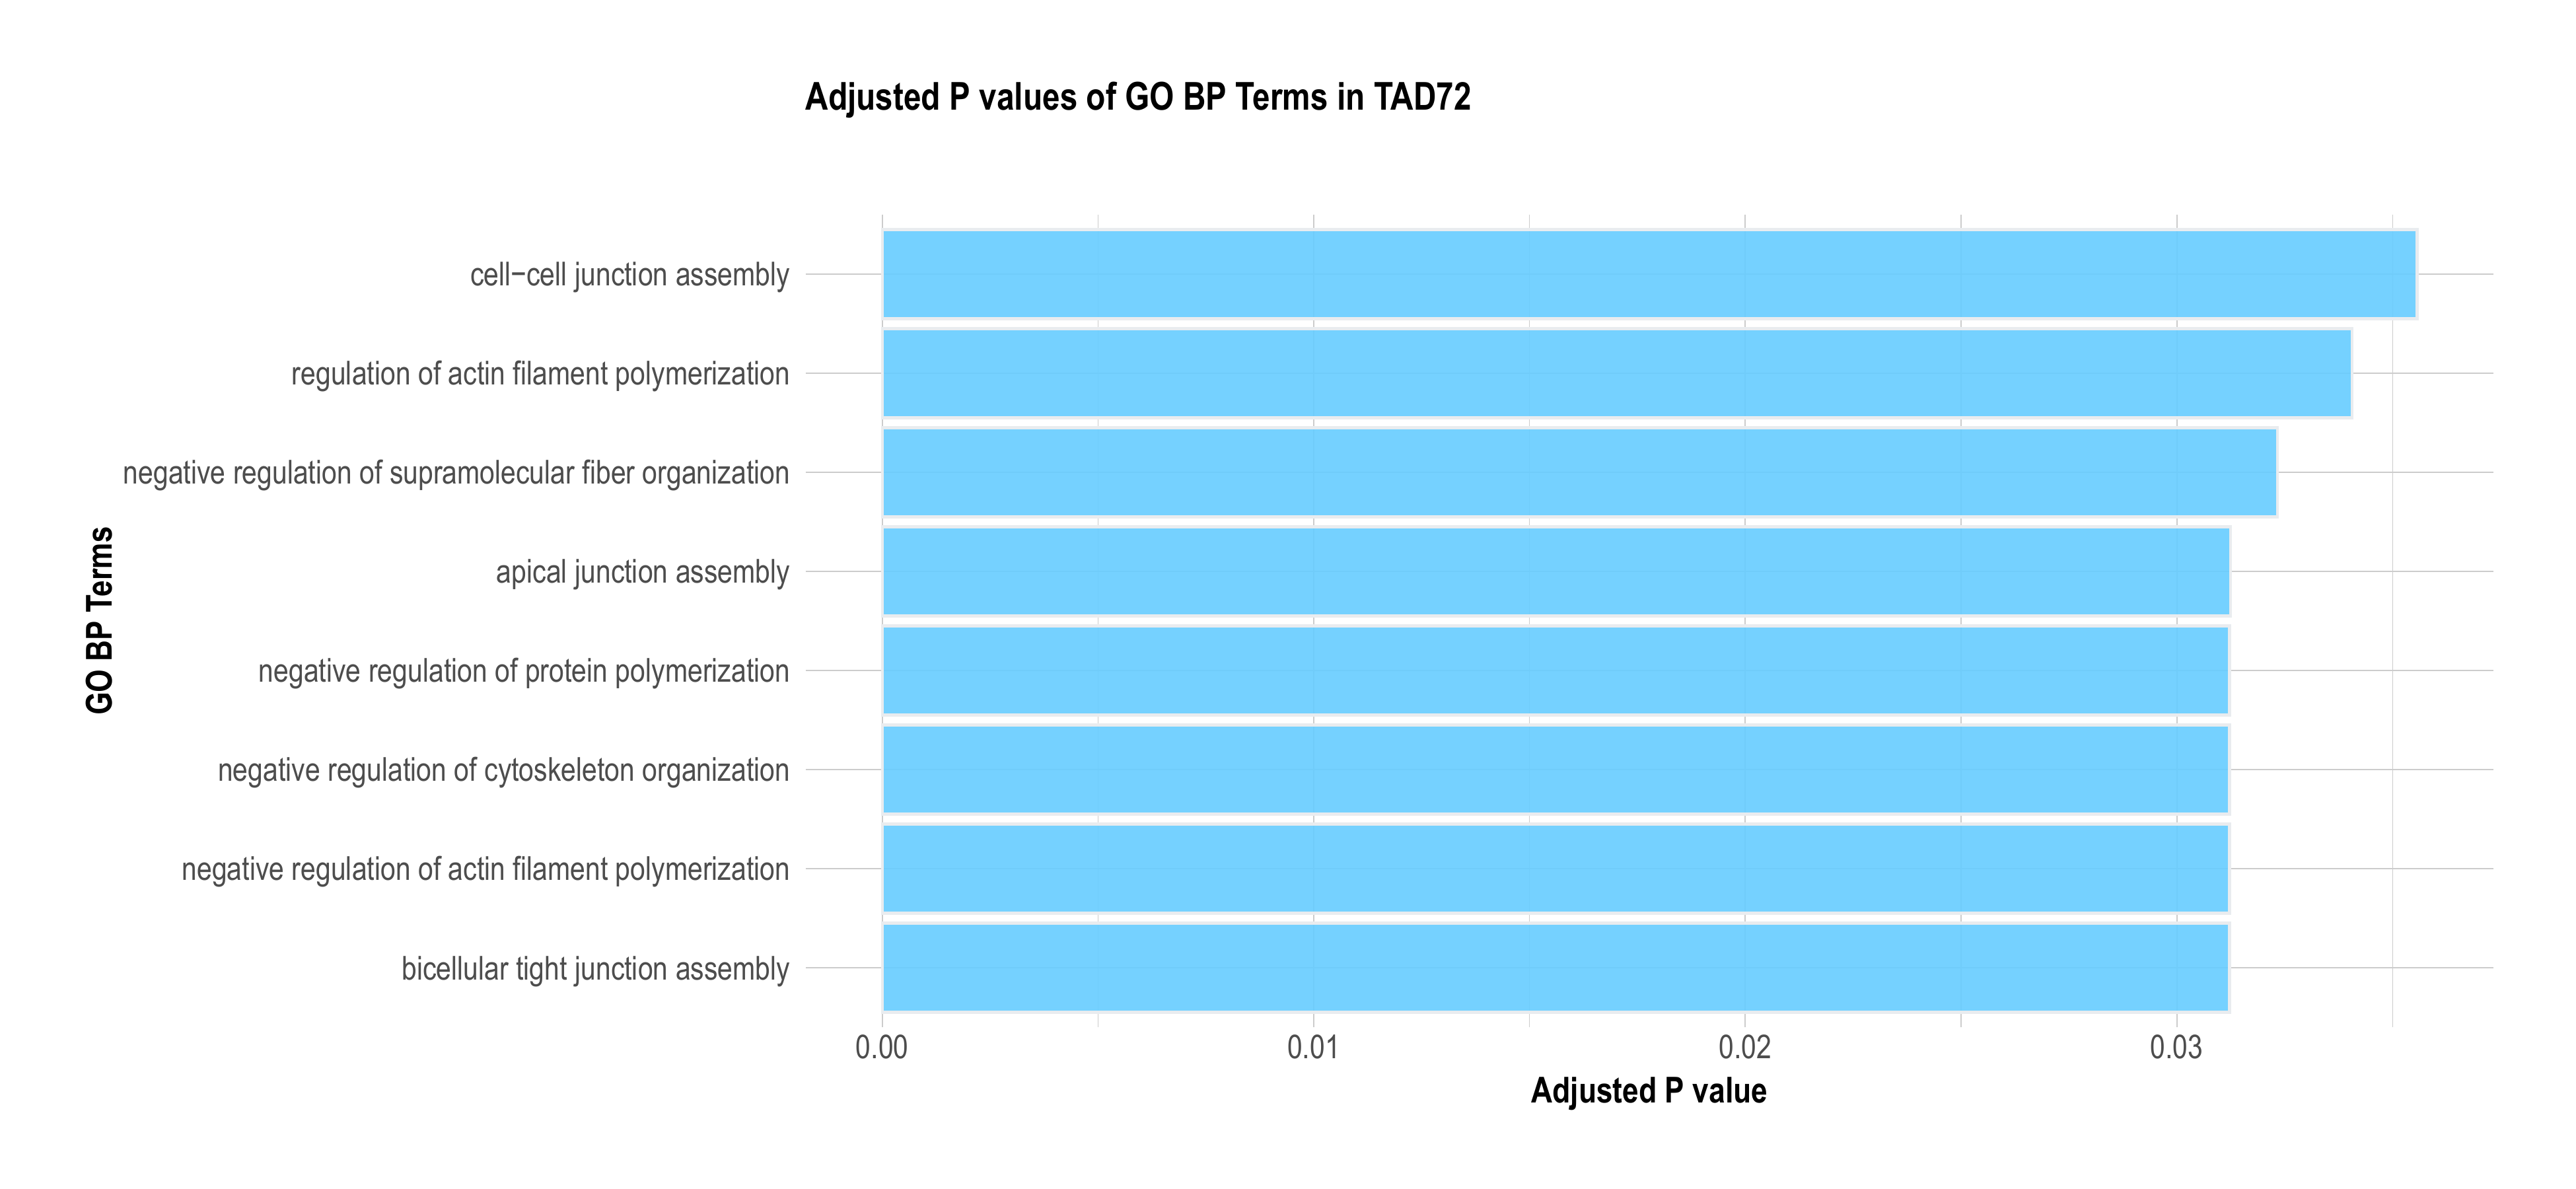 Adjusted P values of GO BP Terms in TAD72
GO BP Terms
cell−cell junction assembly
regulation of actin filament polymerization
negative regulation of supramolecular fiber organization
apical junction assembly
negative regulation of protein polymerization
negative regulation of cytoskeleton organization
negative regulation of actin filament polymerization
bicellular tight junction assembly
0.00 0.01 0.02 0.03
Adjusted P value